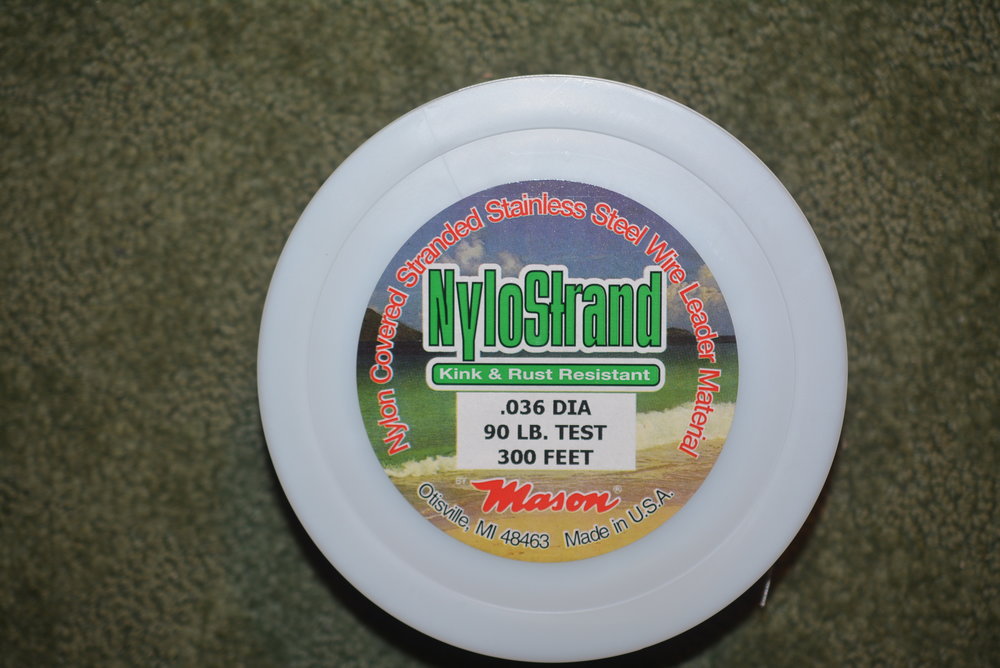 Nylon Covered Stranded Stainless Steel Wire Leader Material
NyloStrand
Kink & Rust Resistant
.036 DIA
90 LB. TEST
300 FEET
BY Mason®
Otisville, MI 48463 Made in U.S.A.